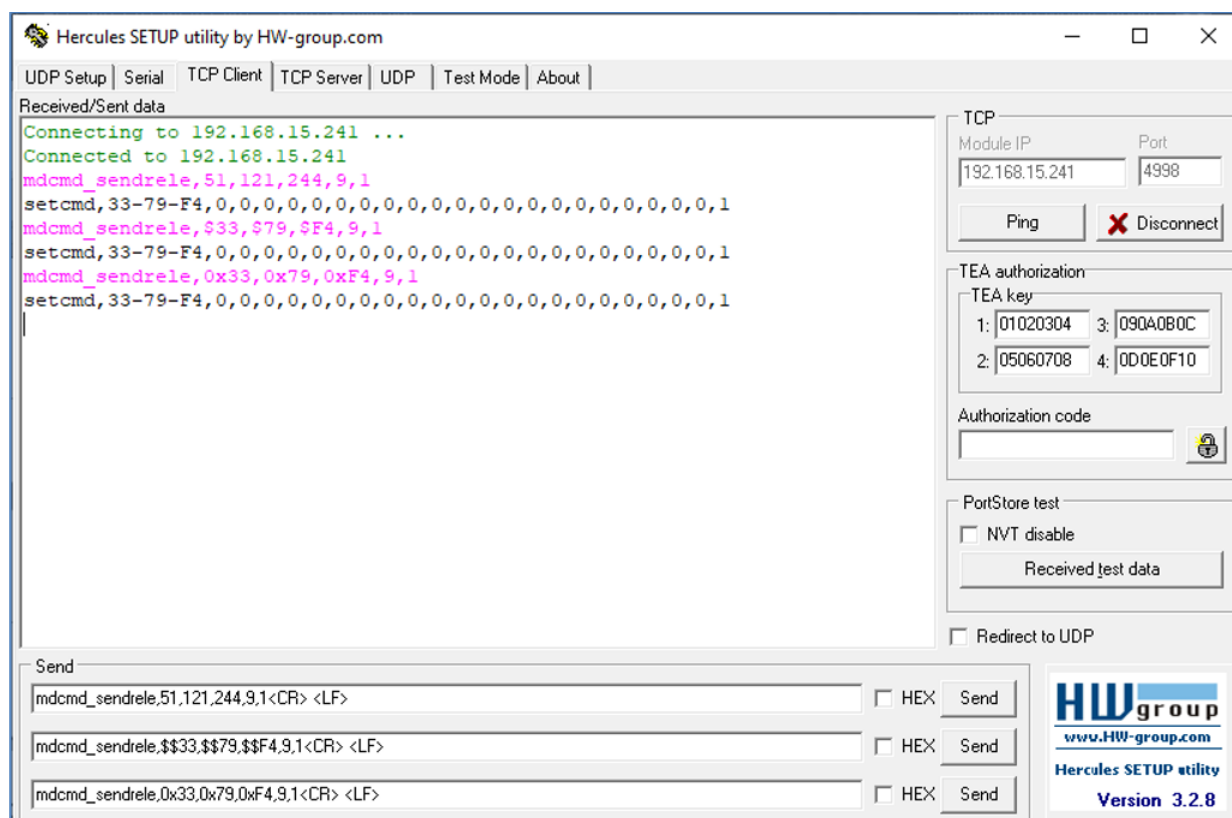 Hercules SETUP utility by HW-group.com
UDP Setup Serial TCP Client TCP Server UDP Test Mode About
Received/Sent data
Connecting to 192.168.15.241 ...
Connected to 192.168.15.241
mdcmd_sendrele,51,121,244,9,1
setcmd,33-79-F4,0,0,0,0,0,0,0,0,0,0,0,0,0,0,0,0,0,0,0,0,0,1
mdcmd_sendrele,$33,$79,$F4,9,1
setcmd,33-79-F4,0,0,0,0,0,0,0,0,0,0,0,0,0,0,0,0,0,0,0,0,0,1
mdcmd_sendrele,0x33,0x79,0xF4,9,1
setcmd,33-79-F4,0,0,0,0,0,0,0,0,0,0,0,0,0,0,0,0,0,0,0,0,0,1
TCP
Module IP Port
192.168.15.241 4998
Ping Disconnect
TEA authorization
TEA key
1: 01020304 3: 090A0B0C
2: 05060708 4: 0D0E0F10
Authorization code
PortStore test
NVT disable
Received test data
Redirect to UDP
Send
mdcmd_sendrele,51,121,244,9,1<CR> <LF> HEX Send
mdcmd_sendrele,$$33,$$79,$$F4,9,1<CR> <LF> HEX Send
mdcmd_sendrele,0x33,0x79,0xF4,9,1<CR> <LF> HEX Send
HW group
www.HW-group.com
Hercules SETUP utility
Version 3.2.8